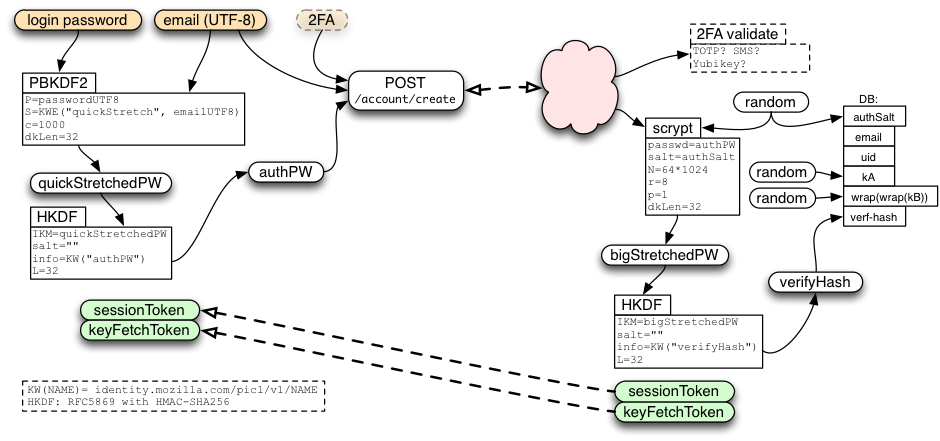 login password
email (UTF-8)
2FA
PBKDF2
P=passwordUTF8
S=KWE("quickStretch", emailUTF8)
c=1000
dkLen=32
quickStretchedPW
HKDF
IKM=quickStretchedPW
salt=""
info=KW("authPW")
L=32
authPW
POST
/account/create
2FA validate
TOTP? SMS?
Yubikey?
random
scrypt
passwd=authPW
salt=authSalt
N=64*1024
r=8
p=1
dkLen=32
bigStretchedPW
HKDF
IKM=bigStretchedPW
salt=""
info=KW("verifyHash")
L=32
verifyHash
random
random
DB:
authSalt
email
uid
kA
wrap(wrap(kB))
verf-hash
sessionToken
keyFetchToken
sessionToken
keyFetchToken
KW(NAME)= identity.mozilla.com/picl/v1/NAME
HKDF: RFC5869 with HMAC-SHA256